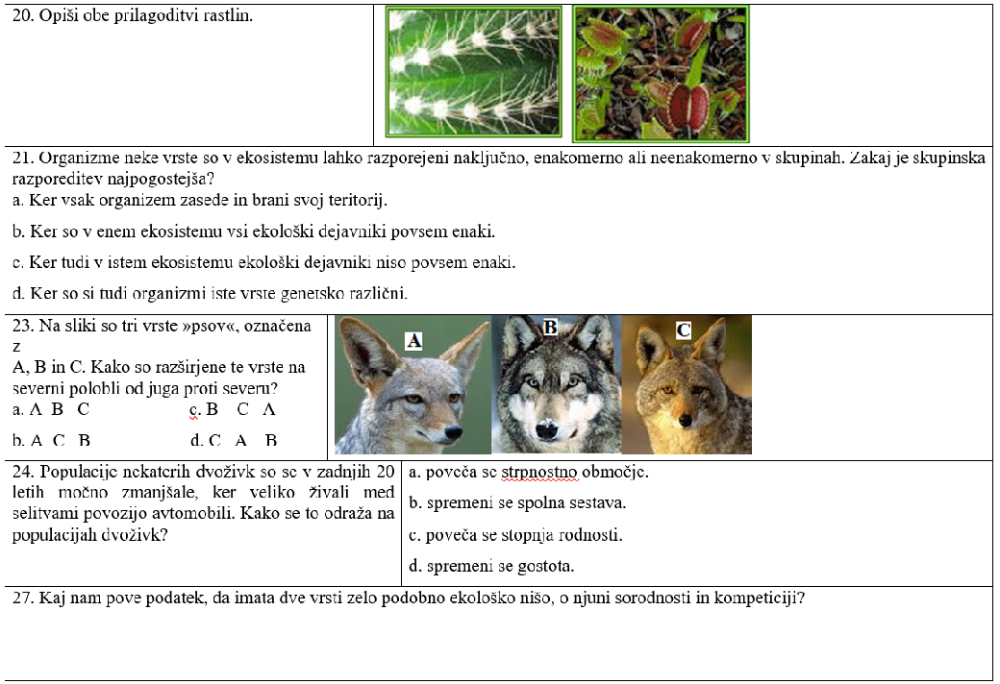 20. Opiši obe prilagoditvi rastlin.
21. Organizme neke vrste so v ekosistemu lahko razporejeni naključno, enakomerno ali neenakomerno v skupinah. Zakaj je skupinska
razporeditev najpogostejša?
a. Ker vsak organizem zasede in brani svoj teritorij.
b. Ker so v enem ekosistemu vsi ekološki dejavniki povsem enaki.
c. Ker tudi v istem ekosistemu ekološki dejavniki niso povsem enaki.
d. Ker so si tudi organizmi iste vrste genetsko različni.
23. Na sliki so tri vrste »psov«, označena
z
A, B in C. Kako so razširjene te vrste na
severni polobli od juga proti severu?
a. A B C c. B C A
b. A C B d. C A B
A B C
24. Populacije nekaterih dvoživk so se v zadnjih 20
letih močno zmanjšale, ker veliko živali med
selitvami povozijo avtomobili. Kako se to odraža na
populacijah dvoživk?
a. poveča se strpnostno območje.
b. spremeni se spolna sestava.
c. poveča se stopnja rodnosti.
d. spremeni se gostota.
27. Kaj nam pove podatek, da imata dve vrsti zelo podobno ekološko nišo, o njuni sorodnosti in kompeticiji?